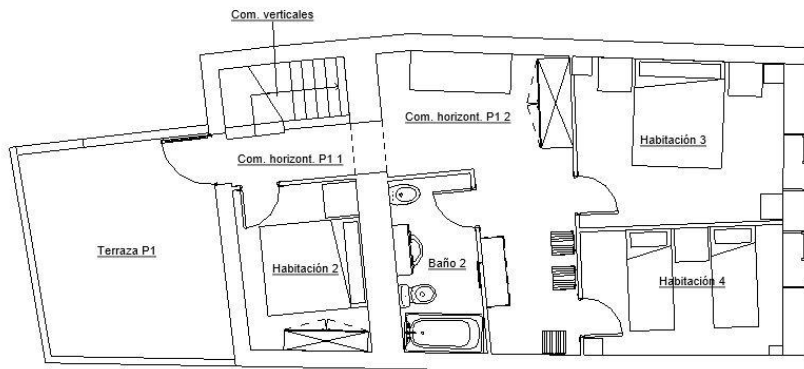 Com. verticales
Com. horizont. P1 2
Habitación 3
Com. horizont. P1 1
Terraza P1
Habitación 2
Baño 2
Habitación 4